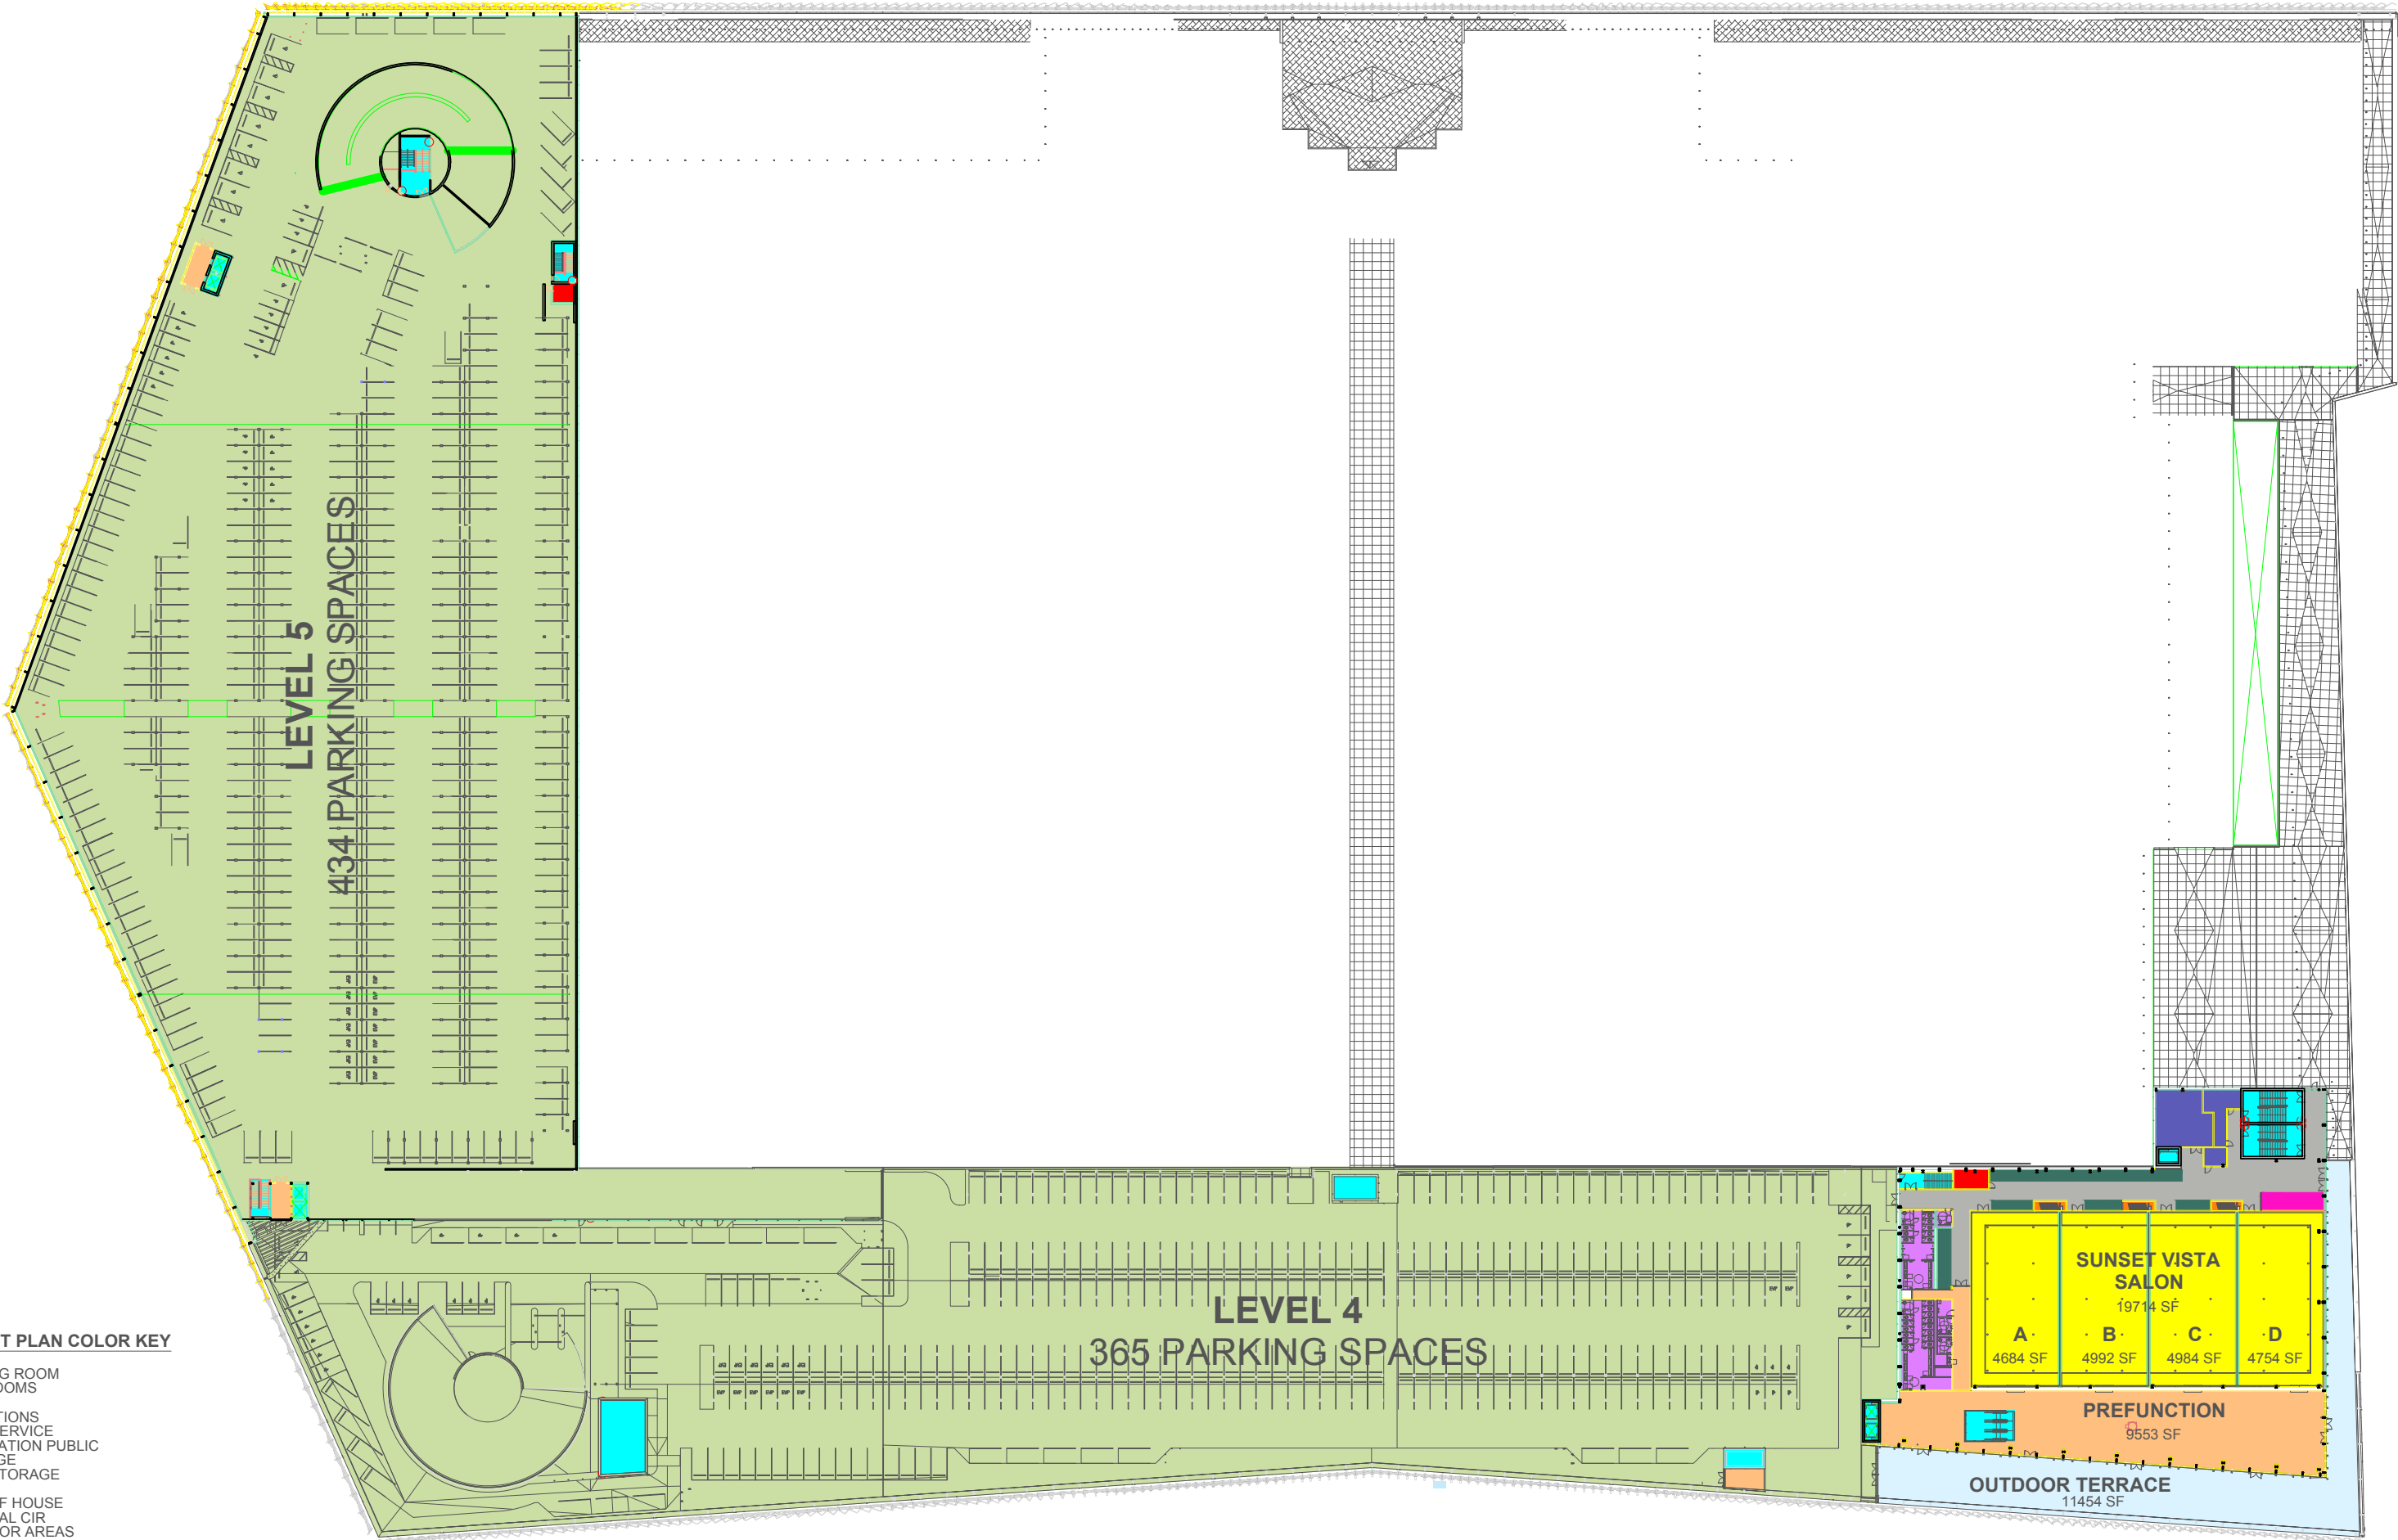 LEVEL 5
434 PARKING SPACES
LEVEL 4
365 PARKING SPACES
SUNSET VISTA
SALON
19714 SF
A
B
C
D
4684 SF
4992 SF
4984 SF
4754 SF
PREFUNCTION
9553 SF
OUTDOOR TERRACE
11454 SF
T PLAN COLOR KEY
G ROOM
OOMS
TIONS
ERVICE
ATION PUBLIC
GE
TORAGE
F HOUSE
AL CIR
OR AREAS